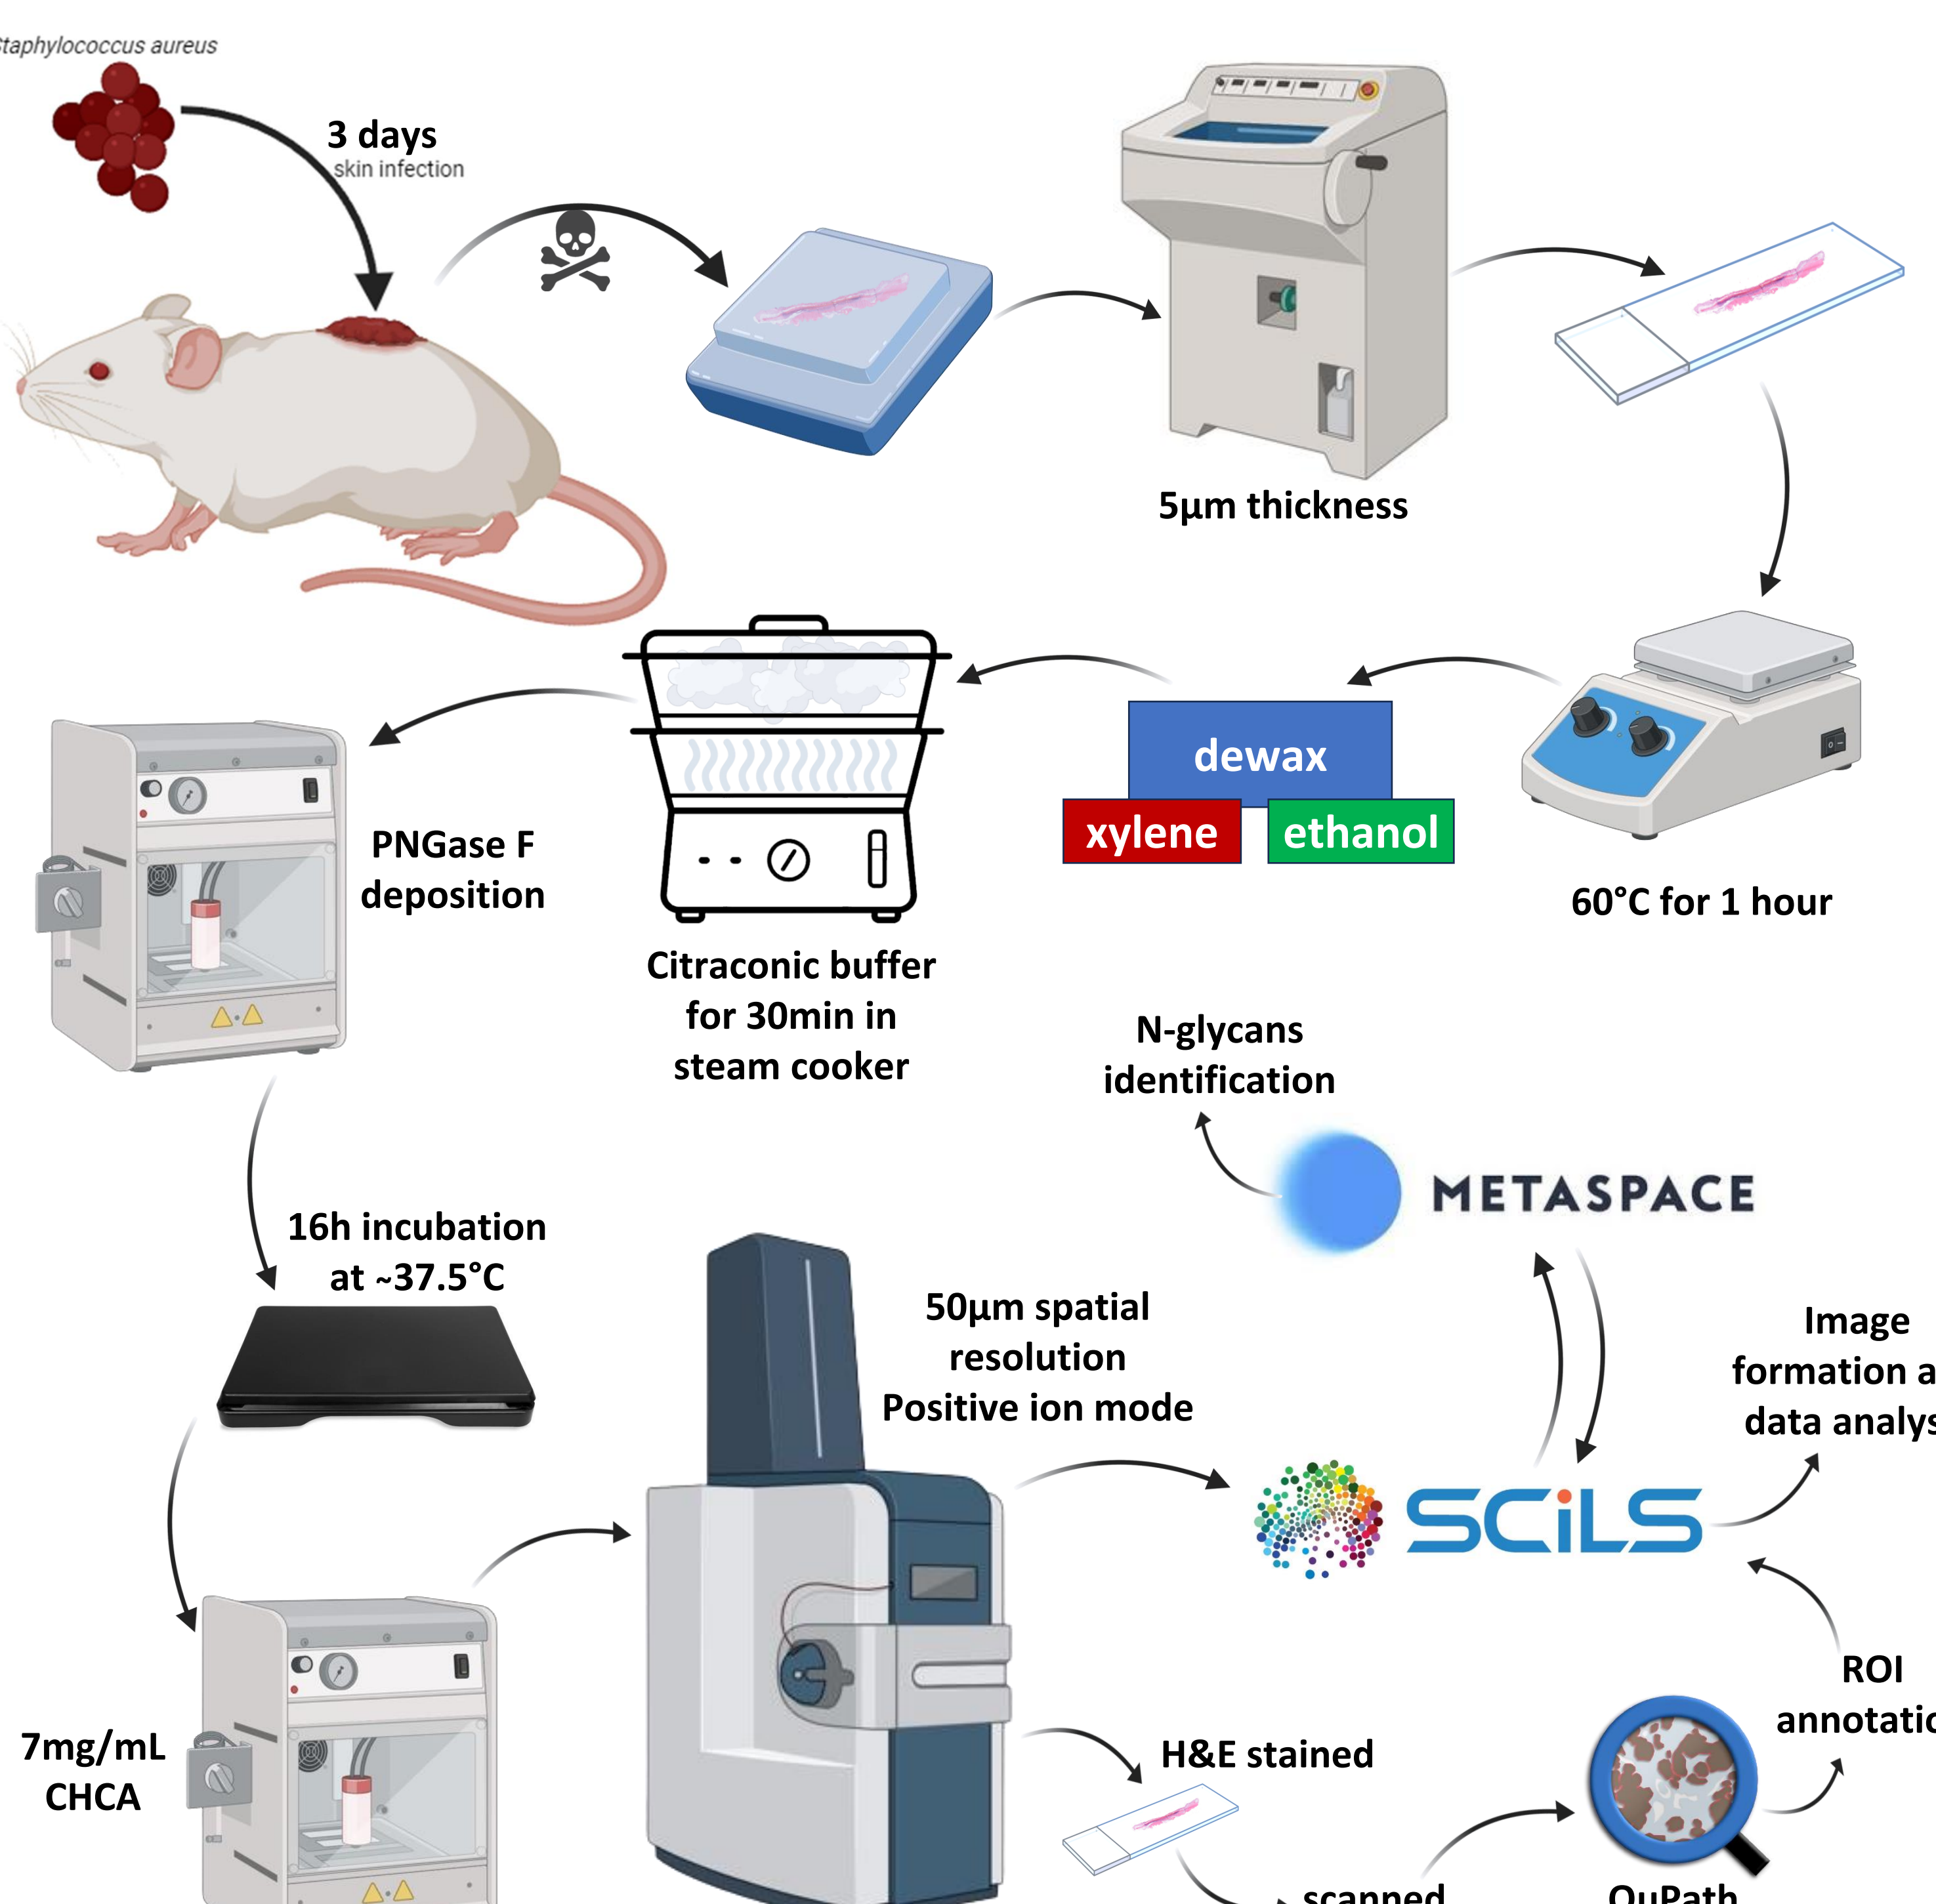 taphylococcus aureus
3 days
skin infection
5µm thickness
60°C for 1 hour
dewax
xylene
ethanol
Citraconic buffer
for 30min in
steam cooker
PNGase F
deposition
16h incubation
at ~37.5°C
7mg/mL
CHCA
50µm spatial
resolution
Positive ion mode
N-glycans
identification
METASPACE
SCiLS
Image
formation a
data analys
ROI
annotatio
H&E stained
scanned
QuPath